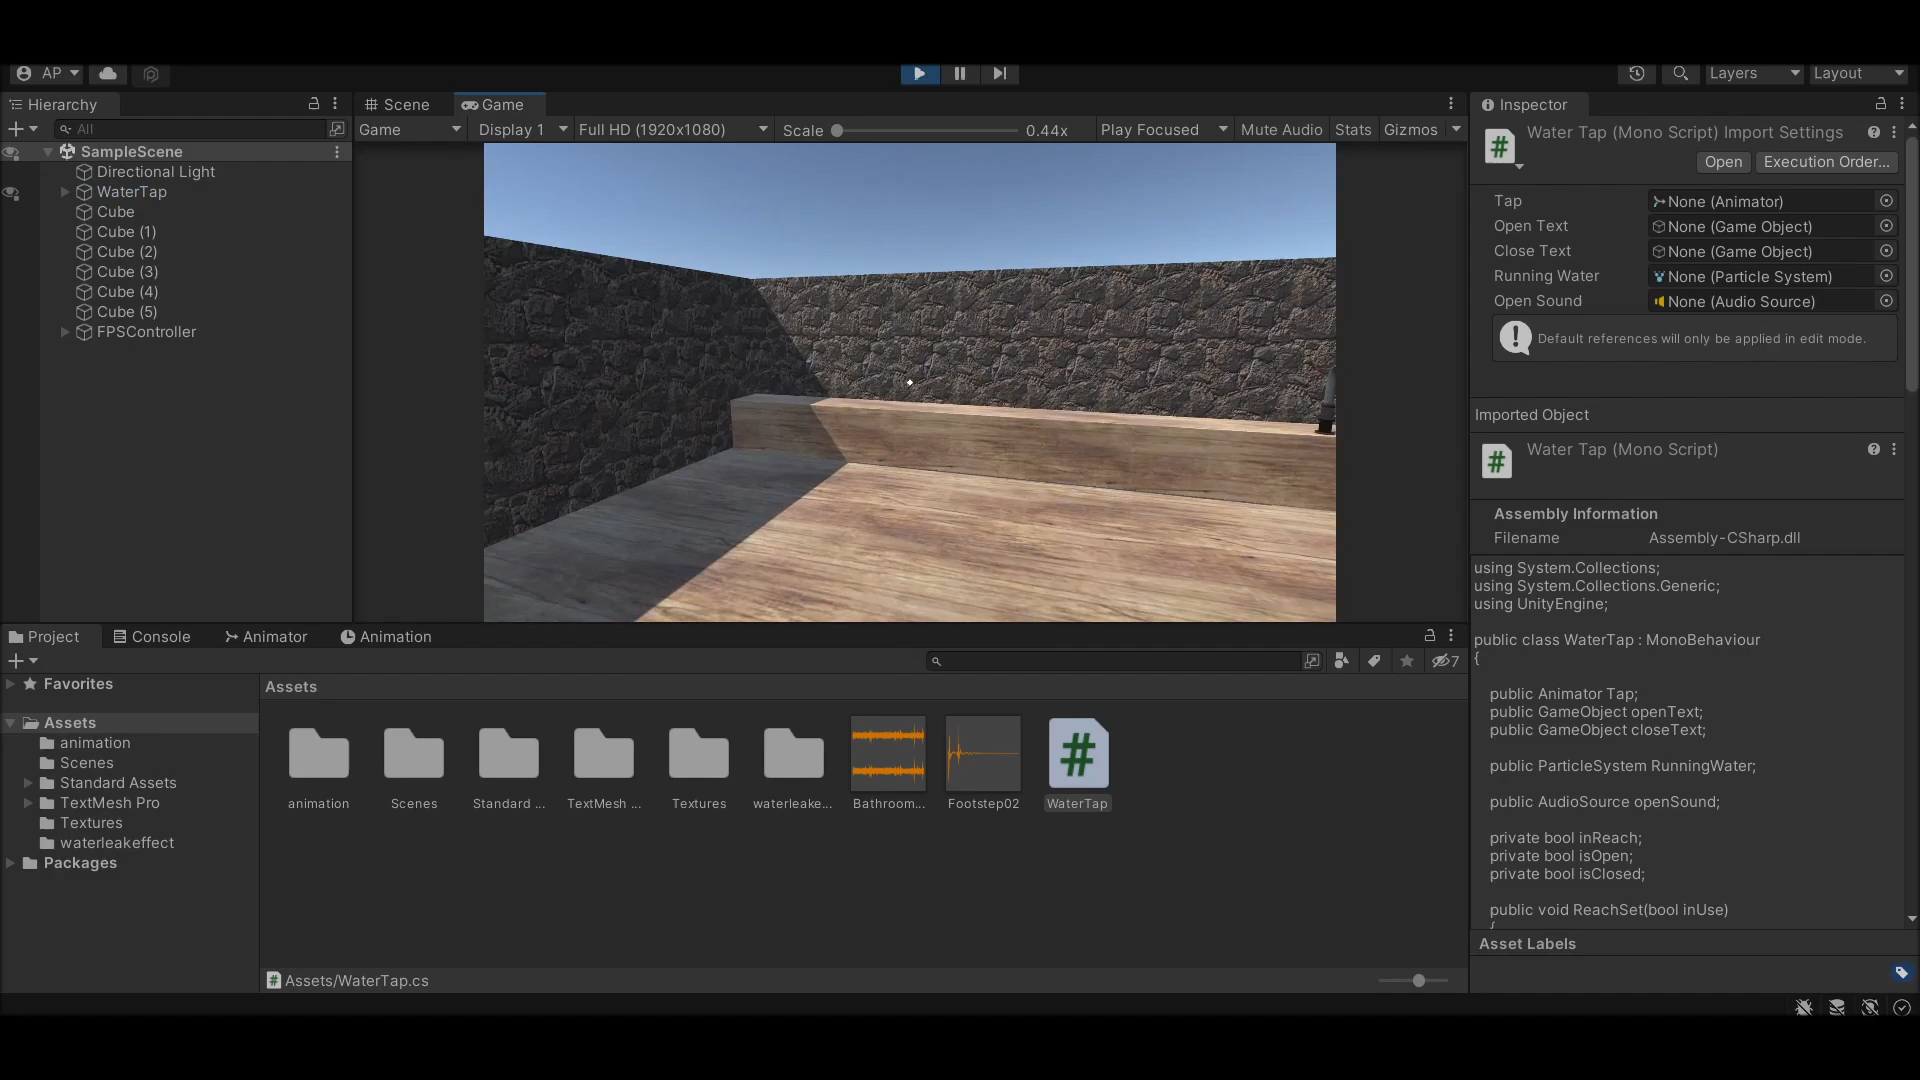 AP
Layers
Layout
Hierarchy
All
SampleScene
Directional Light
WaterTap
Cube
Cube (1)
Cube (2)
Cube (3)
Cube (4)
Cube (5)
FPSController
Scene
Game
Game
Display 1
Full HD (1920x1080)
Scale
0.44x
Play Focused
Mute Audio
Stats
Gizmos
Inspector
Water Tap (Mono Script) Import Settings
Open
Execution Order...
Tap
None (Animator)
Open Text
None (Game Object)
Close Text
None (Game Object)
Running Water
None (Particle System)
Open Sound
None (Audio Source)
Default references will only be applied in edit mode.
Imported Object
Water Tap (Mono Script)
Assembly Information
Filename
Assembly-CSharp.dll
using System.Collections;
using System.Collections.Generic;
using UnityEngine;
public class WaterTap : MonoBehaviour
{
public Animator Tap;
public GameObject openText;
public GameObject closeText;
public ParticleSystem RunningWater;
public AudioSource openSound;
private bool inReach;
private bool isOpen;
private bool isClosed;
public void ReachSet(bool inUse)
{
Asset Labels
Project
Console
Animator
Animation
7
Favorites
Assets
animation
Scenes
Standard Assets
TextMesh Pro
Textures
waterleakeffect
Packages
Assets
animation
Scenes
Standard ...
TextMesh ...
Textures
waterleake...
Bathroom...
Footstep02
WaterTap
Assets/WaterTap.cs